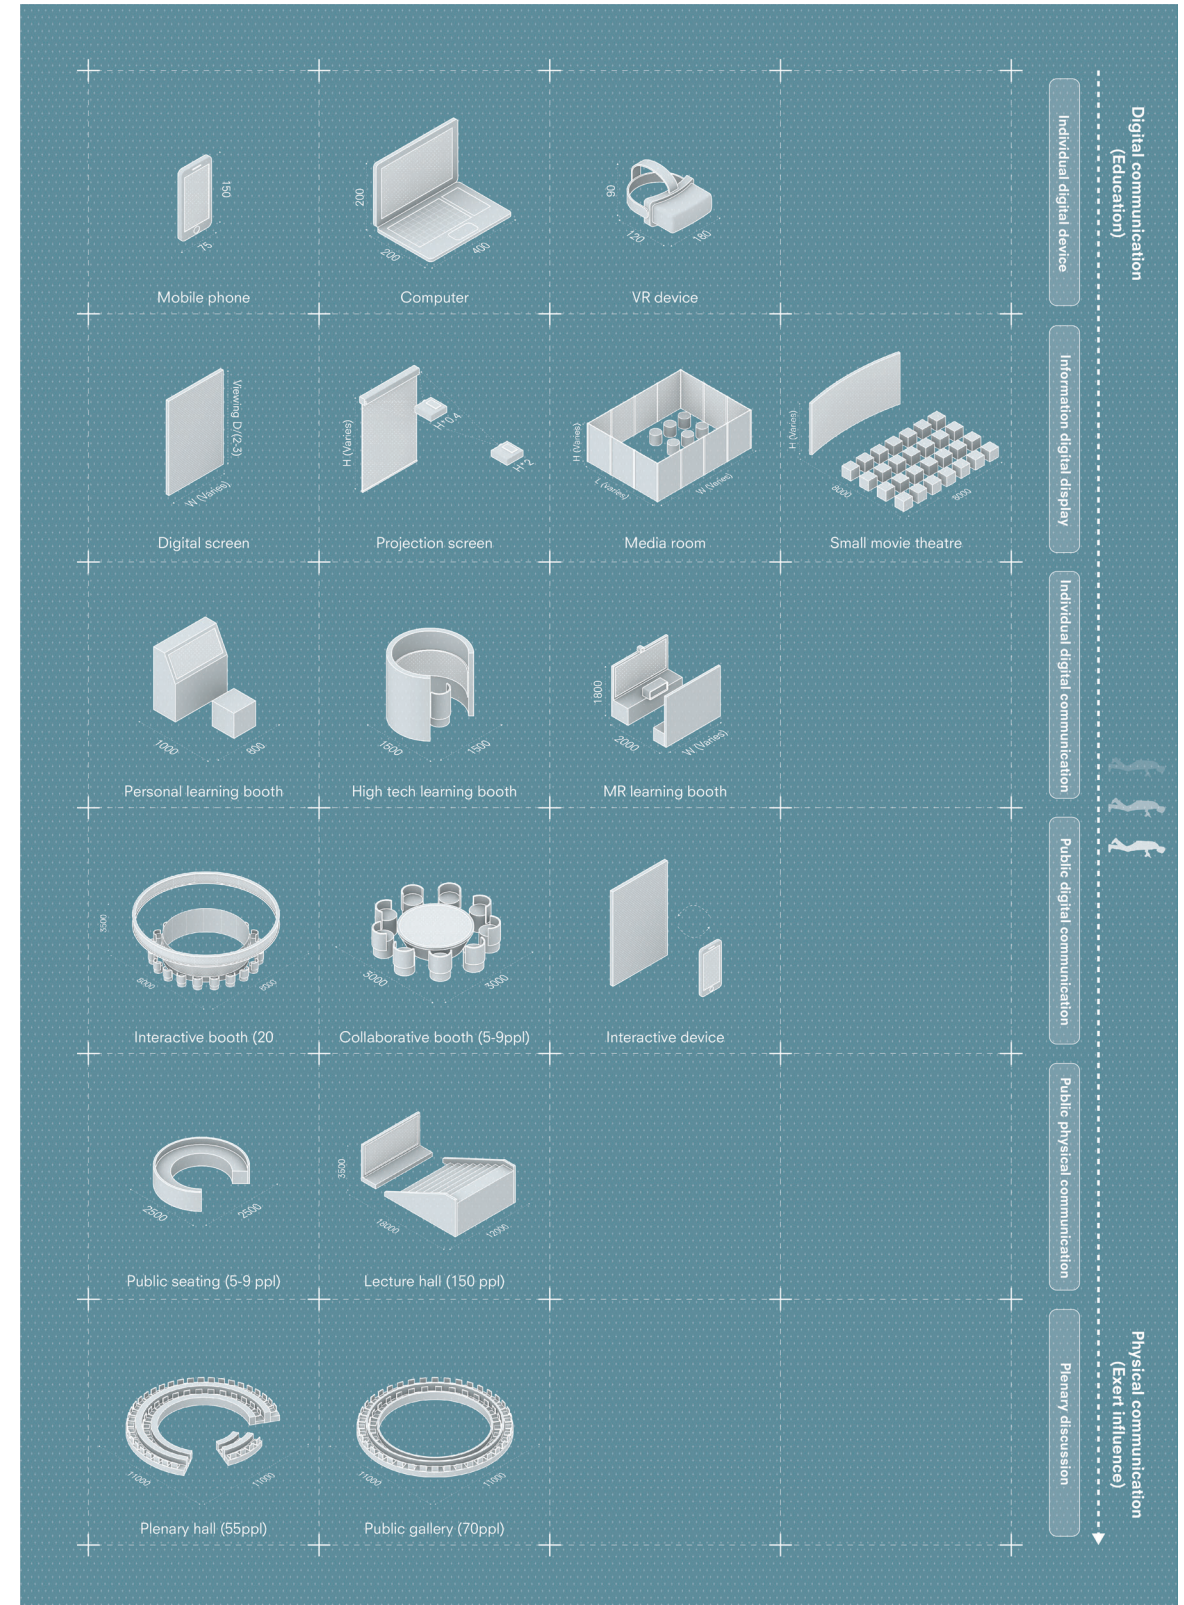 Digital communication
(Education)
Individual digital device
150
75
Mobile phone
200
200
400
Computer
90
120
180
VR device
Information digital display
Viewing D/(2-3)
W (Varies)
Digital screen
H (Varies)
H*0.4
H*2
Projection screen
H (Varies)
L (varies)
W (Varies)
Media room
H (Varies)
8000
8000
Small movie theatre
Individual digital communication
1000
800
Personal learning booth
1500
1500
High tech learning booth
1800
2000
W (Varies)
MR learning booth
Public digital communication
3500
8000
8000
Interactive booth (20
3000
3000
Collaborative booth (5-9ppl)
Interactive device
Public physical communication
2500
2500
Public seating (5-9 ppl)
3500
18000
12000
Lecture hall (150 ppl)
Plenary discussion
11000
11000
Plenary hall (55ppl)
11000
11000
Public gallery (70ppl)
Physical communication
(Exert influence)